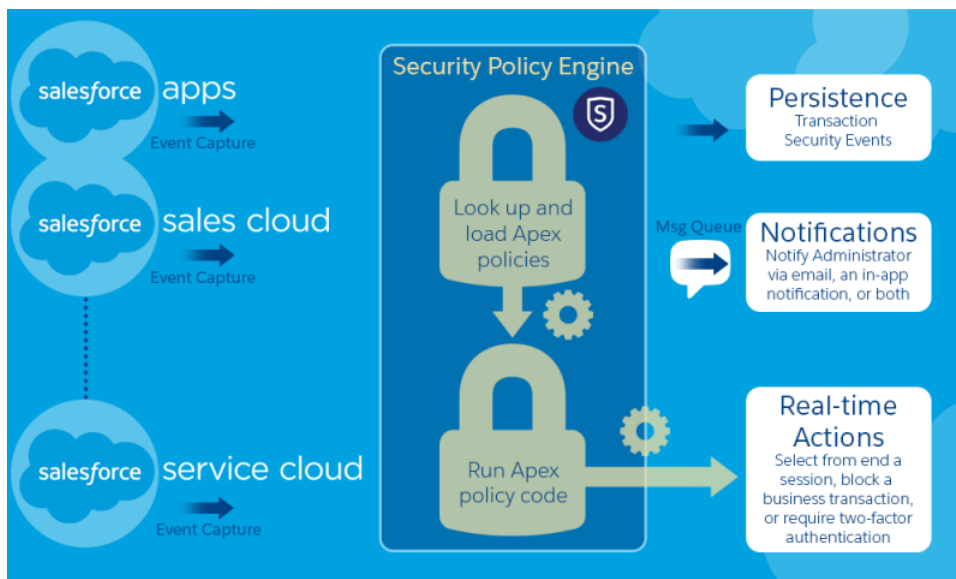 salesforce apps
Event Capture
salesforce sales cloud
Event Capture
salesforce service cloud
Event Capture
Security Policy Engine
S
Look up and
load Apex
policies
Run Apex
policy code
Persistence
Transaction
Security Events
Msg Queue
Notifications
Notify Administrator
via email, an in-app
notification, or both
Real-time
Actions
Select from end a
session, block a
business transaction,
or require two-factor
authentication